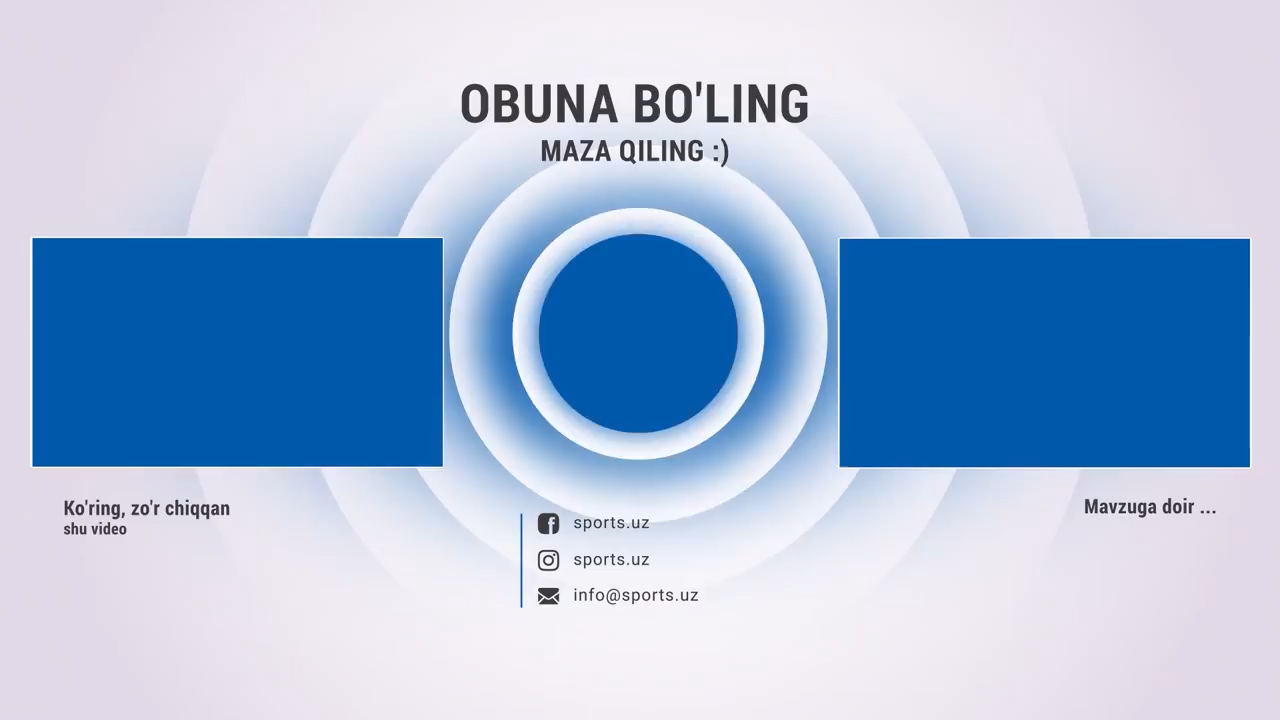 OBUNA BO'LING
MAZA QILING :)
Ko'ring, zo'r chiqqan
shu video
Mavzuga doir ...
sports.uz
sports.uz
info@sports.uz